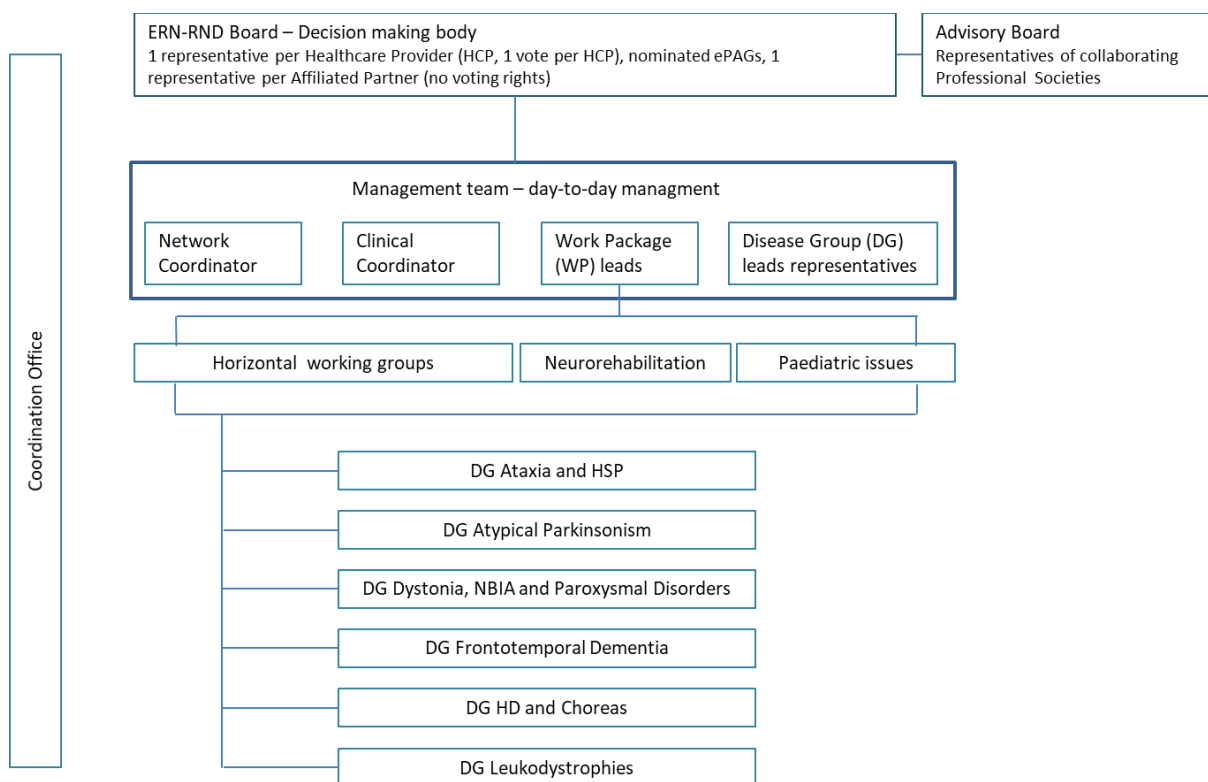 ERN-RND Board – Decision making body
1 representative per Healthcare Provider (HCP, 1 vote per HCP), nominated ePAGs, 1
representative per Affiliated Partner (no voting rights)
Advisory Board
Representatives of collaborating
Professional Societies
Coordination Office
Management team – day-to-day managment
Network
Coordinator
Clinical
Coordinator
Work Package
(WP) leads
Disease Group (DG)
leads representatives
Horizontal working groups
Neurorehabilitation
Paediatric issues
DG Ataxia and HSP
DG Atypical Parkinsonism
DG Dystonia, NBIA and Paroxysmal Disorders
DG Frontotemporal Dementia
DG HD and Choreas
DG Leukodystrophies